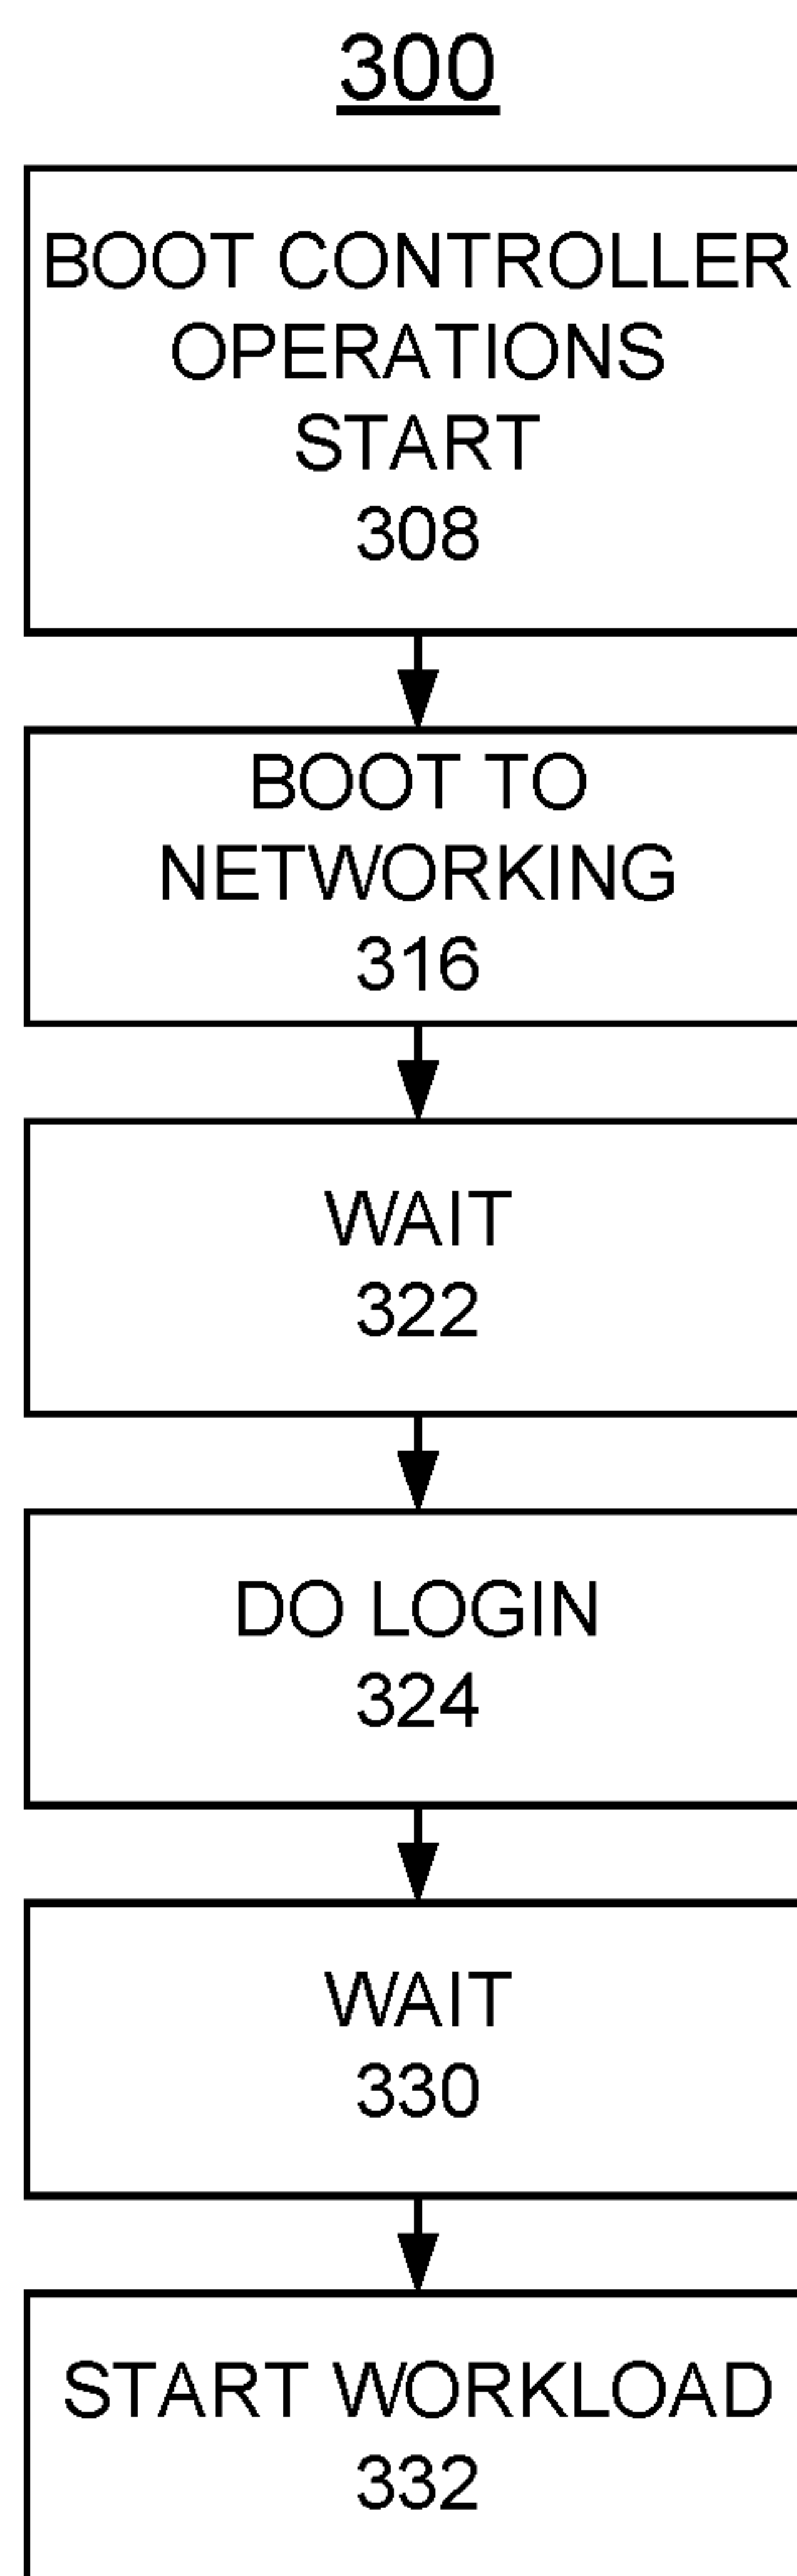 300
BOOT CONTROLLER
OPERATIONS
START
308
BOOT TO
NETWORKING
316
WAIT
322
DO LOGIN
324
WAIT
330
START WORKLOAD
332